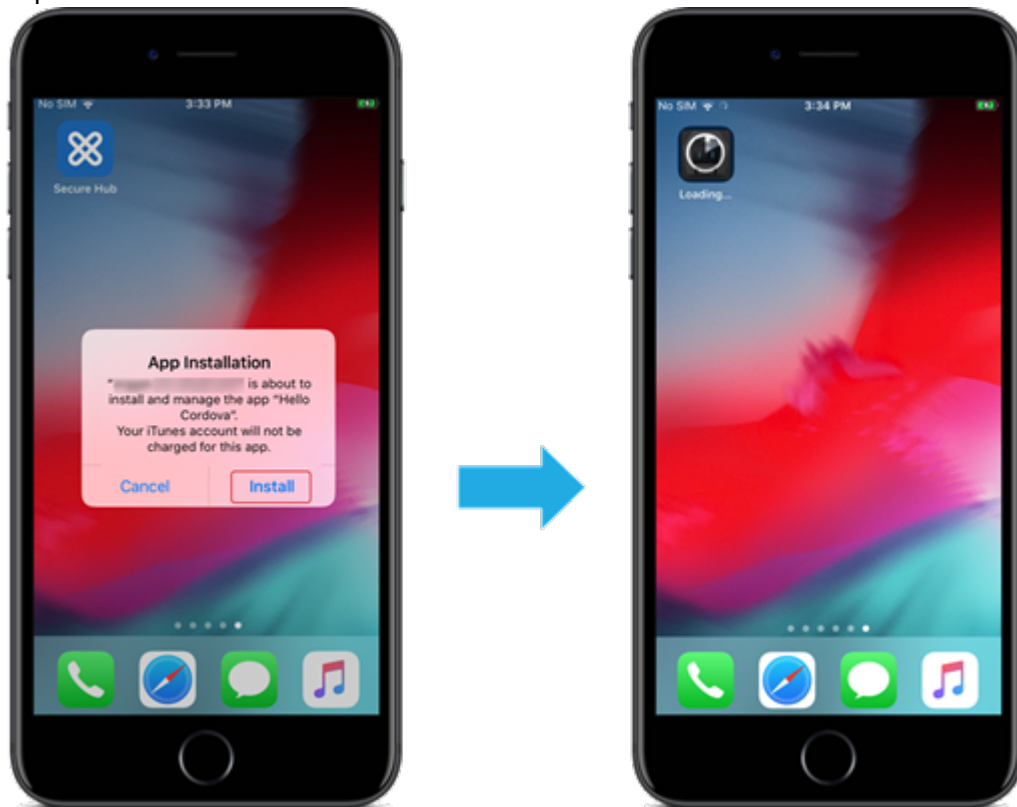 No SIM
3:33 PM
Secure Hub
App Installation
" is about to
install and manage the app "Hello
Cordova".
Your iTunes account will not be
charged for this app.
Cancel
Install
No SIM
3:34 PM
Loading...